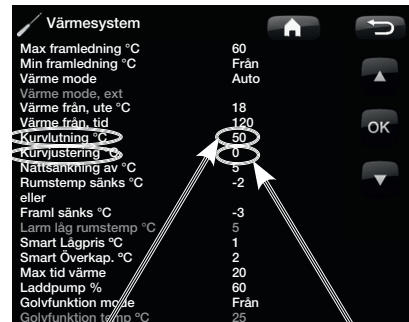 Värmesystem
Max framledning °C 60
Min framledning °C Från
Värme mode Auto
Värme mode, ext
Värme från, ute °C 18
Värme från, tid 120
OK
Kurvlutning °C 50
Kurvjustering °C 0
Nattsänkning av °C 5
Rumstemp sänks °C -2
eller
Framl sänks °C -3
Larm låg rumstemp °C 5
Smart Lågpris °C 1
Smart Överkap. °C 2
Max tid värme 20
Laddpump % 60
Golvfunktion mode Från
Golvfunktion temp °C 25